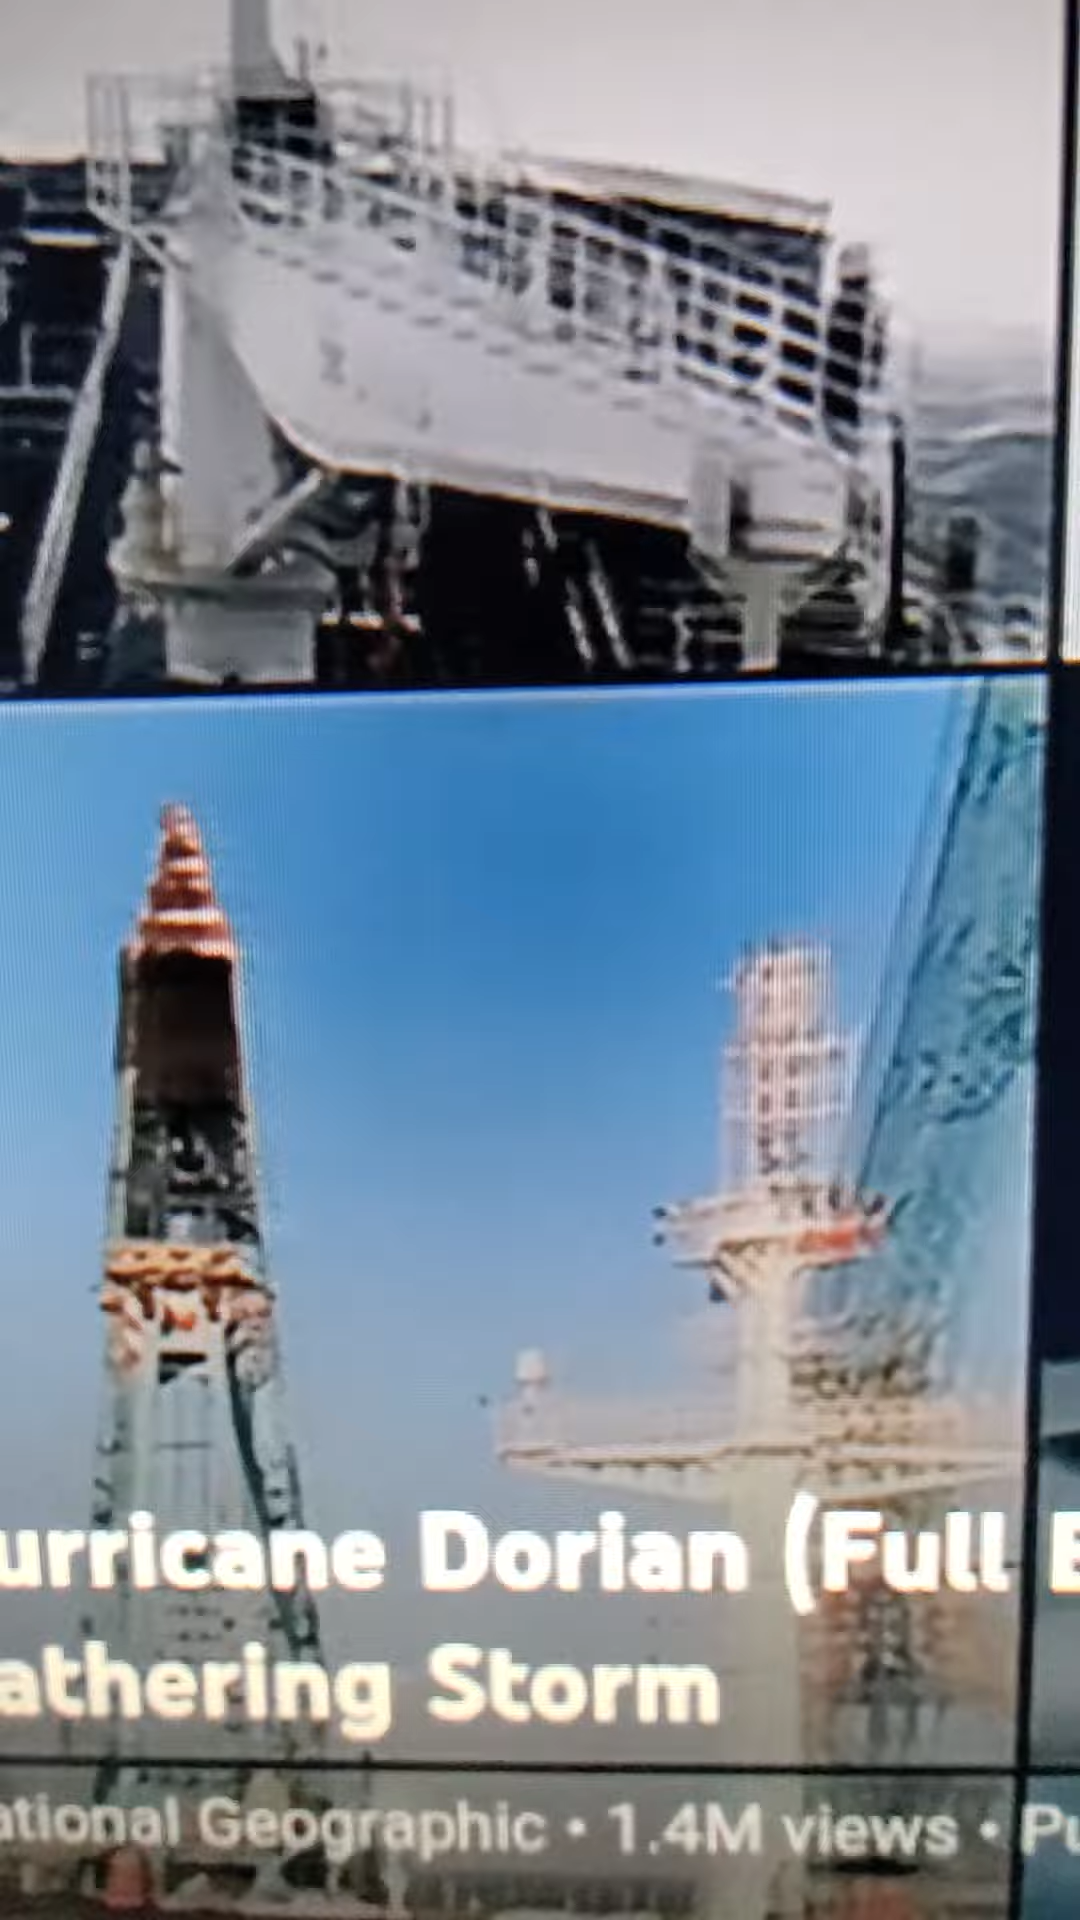 urricane Dorian (Full E
athering Storm
ational Geographic • 1.4M views • Pu